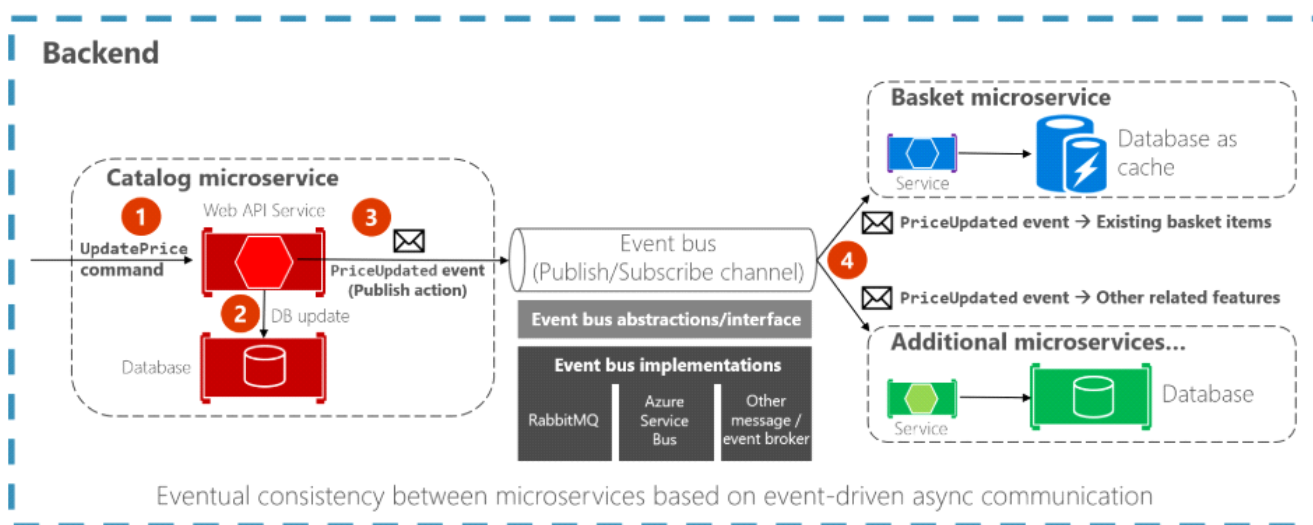 Backend
Catalog microservice
1
Web API Service
3
UpdatePrice
command
PriceUpdated event
(Publish action)
2
DB update
Database
Event bus
(Publish/Subscribe channel)
Event bus abstractions/interface
Event bus implementations
RabbitMQ
Azure
Service
Bus
Other
message /
event broker
4
Basket microservice
Service
Database as
cache
PriceUpdated event → Existing basket items
PriceUpdated event → Other related features
Additional microservices...
Service
Database
Eventual consistency between microservices based on event-driven async communication